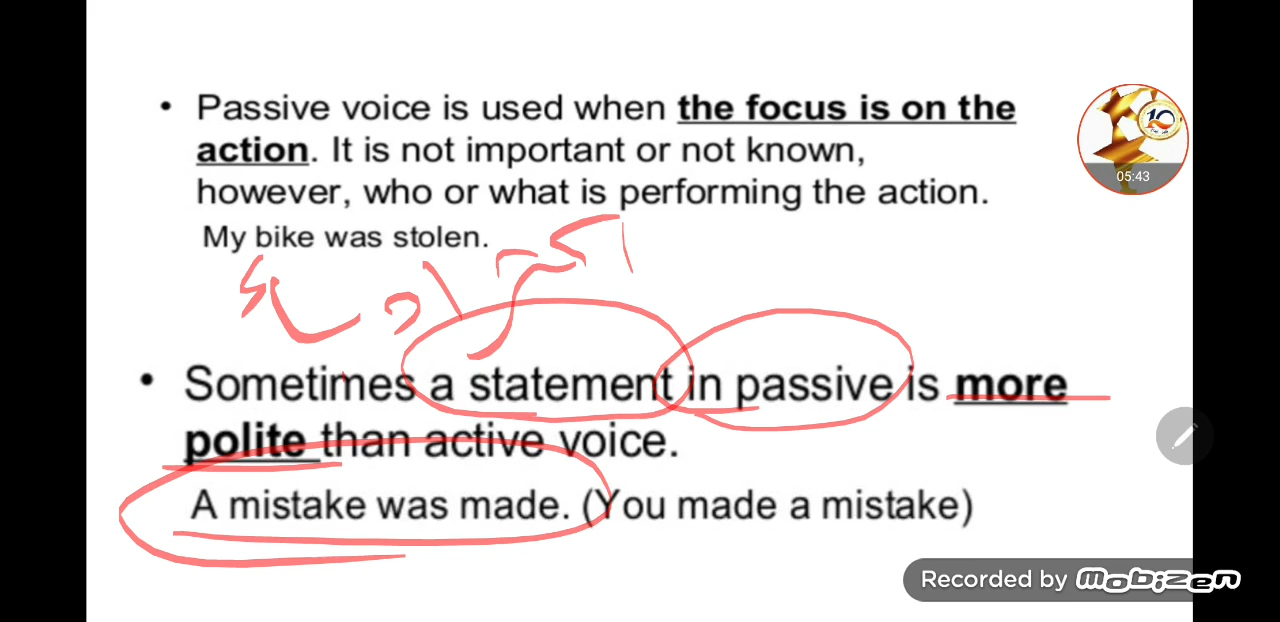 • Passive voice is used when the focus is on the
action. It is not important or not known,
however, who or what is performing the action.
My bike was stolen.
• Sometimes a statement in passive is more
polite than active voice.
A mistake was made. (You made a mistake)
05:43
Recorded by Mobizen